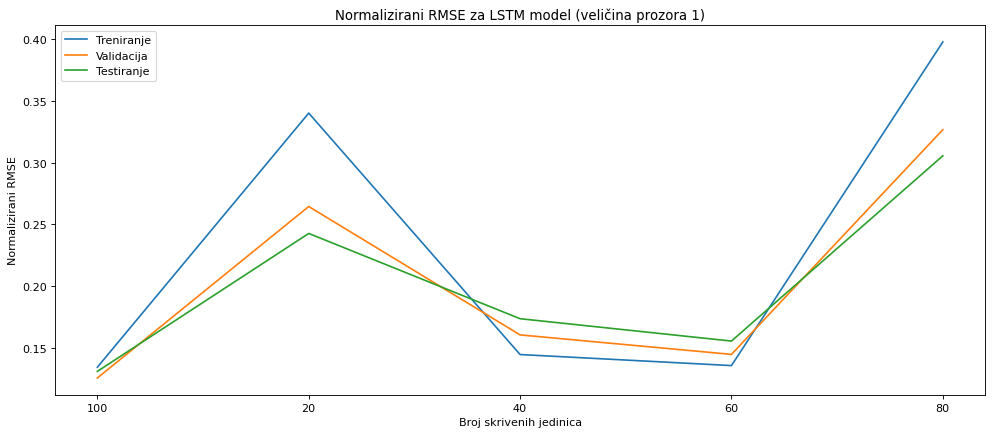 Normalizirani RMSE za LSTM model (veličina prozora 1)
Treniranje
Validacija
Testiranje
Normalizirani RMSE
0.40
0.35
0.30
0.25
0.20
0.15
100 20 40 60 80
Broj skrivenih jedinica